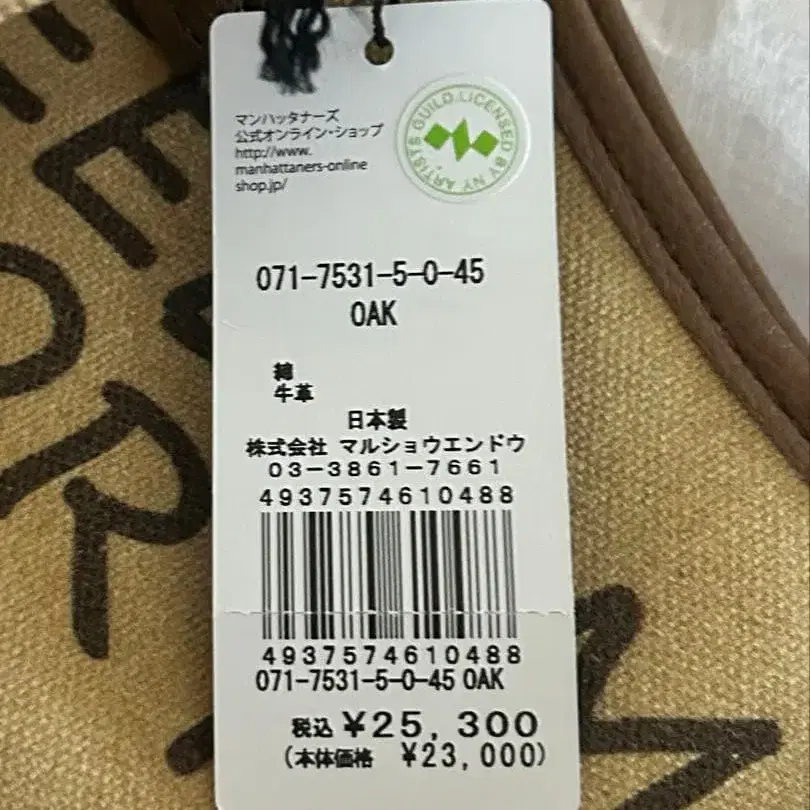 マンハッタナーズ
公式オンライン・ショップ
http://www.
manhattaners-online
shop.jp/
GUILD LICENSED BY NY ARTISTS
071-7531-5-0-45
OAK
綿
牛革
日本製
株式会社 マルショウエンドウ
03-3861-7661
4937574610488
4937574610488
071-7531-5-0-45 OAK
税込 ¥25,300
(本体価格 ¥23,000)